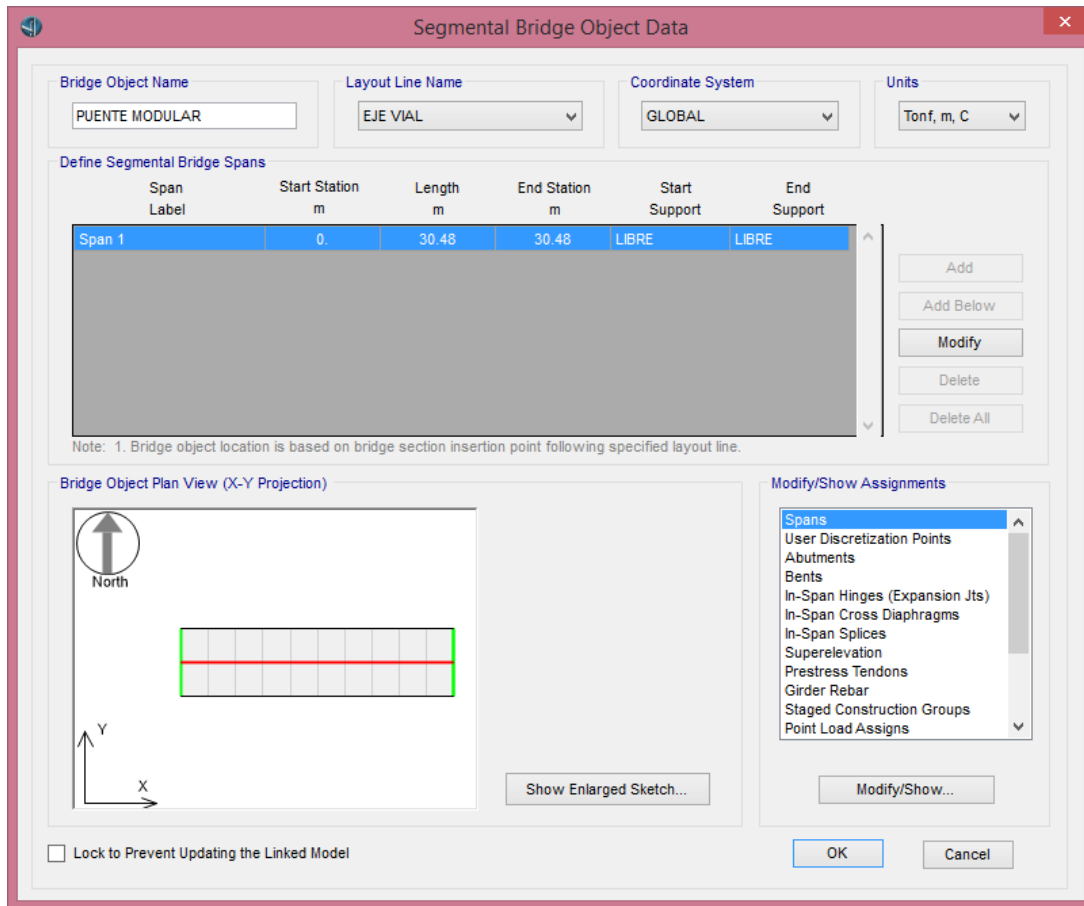 Segmental Bridge Object Data
Bridge Object Name
PUENTE MODULAR
Layout Line Name
EJE VIAL
Coordinate System
GLOBAL
Units
Tonf, m, C
Define Segmental Bridge Spans
Span Label Start Station m Length m End Station m Start Support End Support
Span 1 0. 30.48 30.48 LIBRE LIBRE
Add
Add Below
Modify
Delete
Delete All
Note: 1. Bridge object location is based on bridge section insertion point following specified layout line.
Bridge Object Plan View (X-Y Projection)
North
Y
X
Show Enlarged Sketch...
Modify/Show Assignments
Spans
User Discretization Points
Abutments
Bents
In-Span Hinges (Expansion Jts)
In-Span Cross Diaphragms
In-Span Splices
Superelevation
Prestress Tendons
Girder Rebar
Staged Construction Groups
Point Load Assigns
Modify/Show...
Lock to Prevent Updating the Linked Model
OK
Cancel